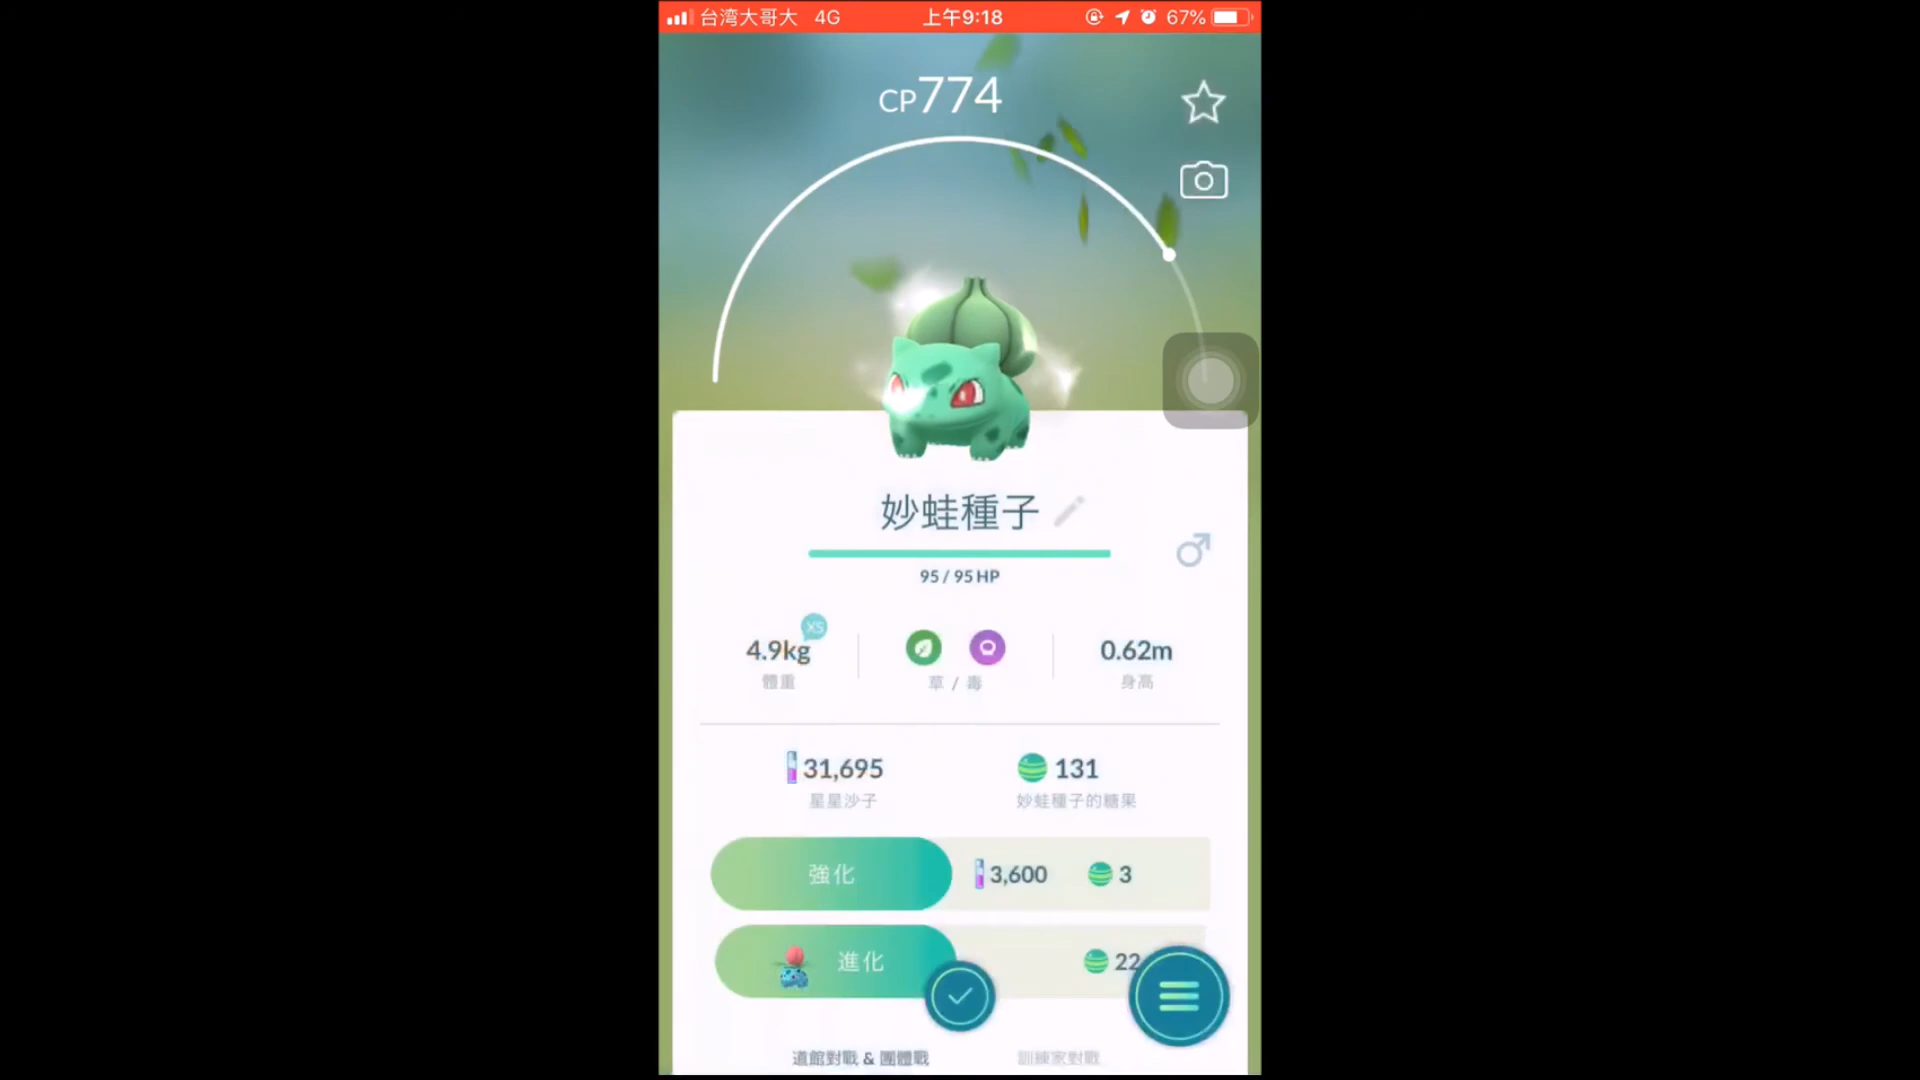 台湾大哥大 4G 上午9:18 67%
CP774
妙蛙種子
95 / 95 HP
XS
4.9kg 0.62m
體重 草 / 毒 身高
31,695 131
星星沙子 妙蛙種子的糖果
強化 3,600 3
進化 22
道館對戰 & 團體戰 訓練家對戰